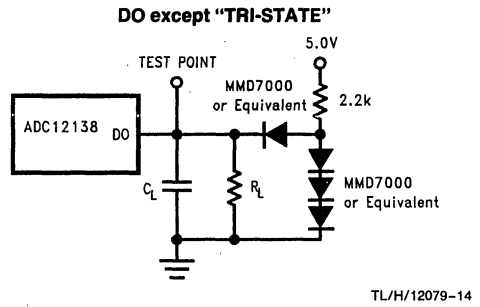 DO except “TRI-STATE”
5.0V
TEST POINT
MMD7000
or Equivalent
2.2k
ADC12138
DO
CL
RL
MMD7000
or Equivalent
TL/H/12079–14